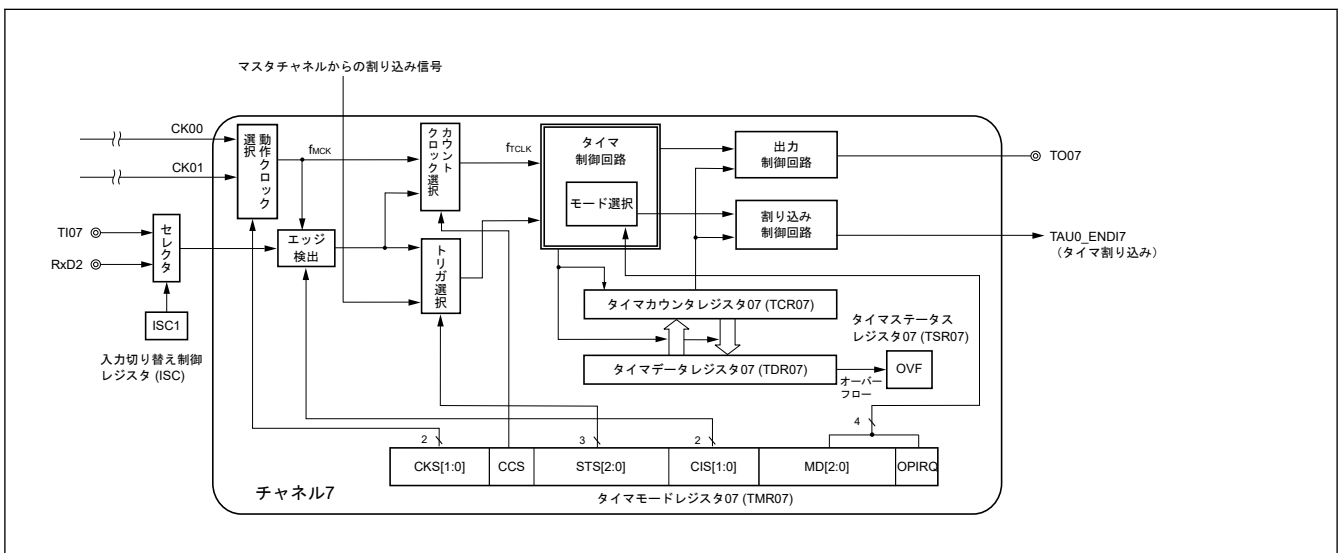 マスタチャネルからの割り込み信号
CK00
CK01
動作クロック
選択
fMCK
カウント
クロック選択
fTCLK
タイマ
制御回路
モード選択
出力
制御回路
TO07
割り込み
制御回路
TAU0_ENDI7
(タイマ割り込み)
TI07
RxD2
セレクタ
エッジ
検出
トリガ選択
ISC1
入力切り替え制御
レジスタ (ISC)
タイマカウンタレジスタ07 (TCR07)
タイマデータレジスタ07 (TDR07)
タイマステータス
レジスタ07 (TSR07)
オーバー
フロー
OVF
2
3
2
4
CKS[1:0]
CCS
STS[2:0]
CIS[1:0]
MD[2:0]
OPIRQ
チャネル7
タイマモードレジスタ07 (TMR07)